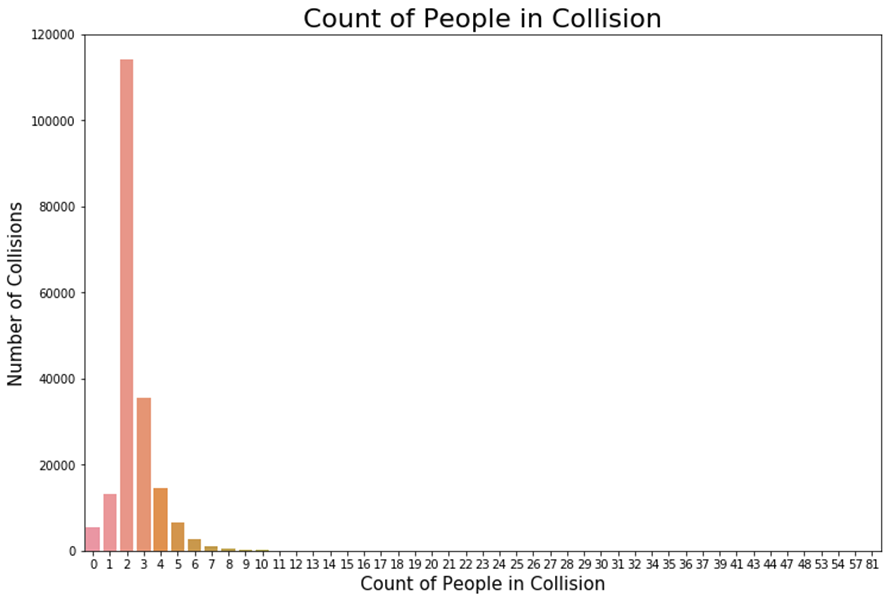 Count of People in Collision
120000
100000
80000
60000
40000
20000
0
Number of Collisions
0 1 2 3 4 5 6 7 8 9 10 11 12 13 14 15 16 17 18 19 20 21 22 23 24 25 26 27 28 29 30 31 32 34 35 36 37 39 41 43 44 47 48 53 54 57 81
Count of People in Collision